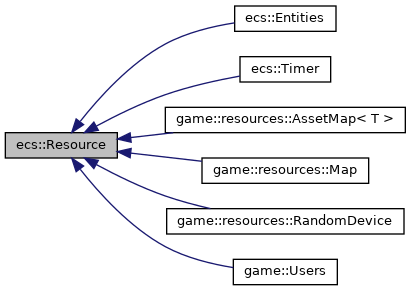 ecs::Entities
ecs::Timer
game::resources::AssetMap< T >
ecs::Resource
game::resources::Map
game::resources::RandomDevice
game::Users